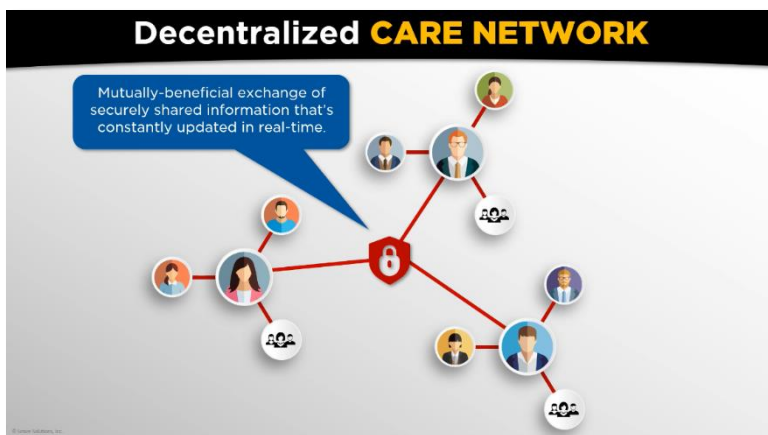 Decentralized CARE NETWORK
Mutually-beneficial exchange of
securely shared information that's
constantly updated in real-time.